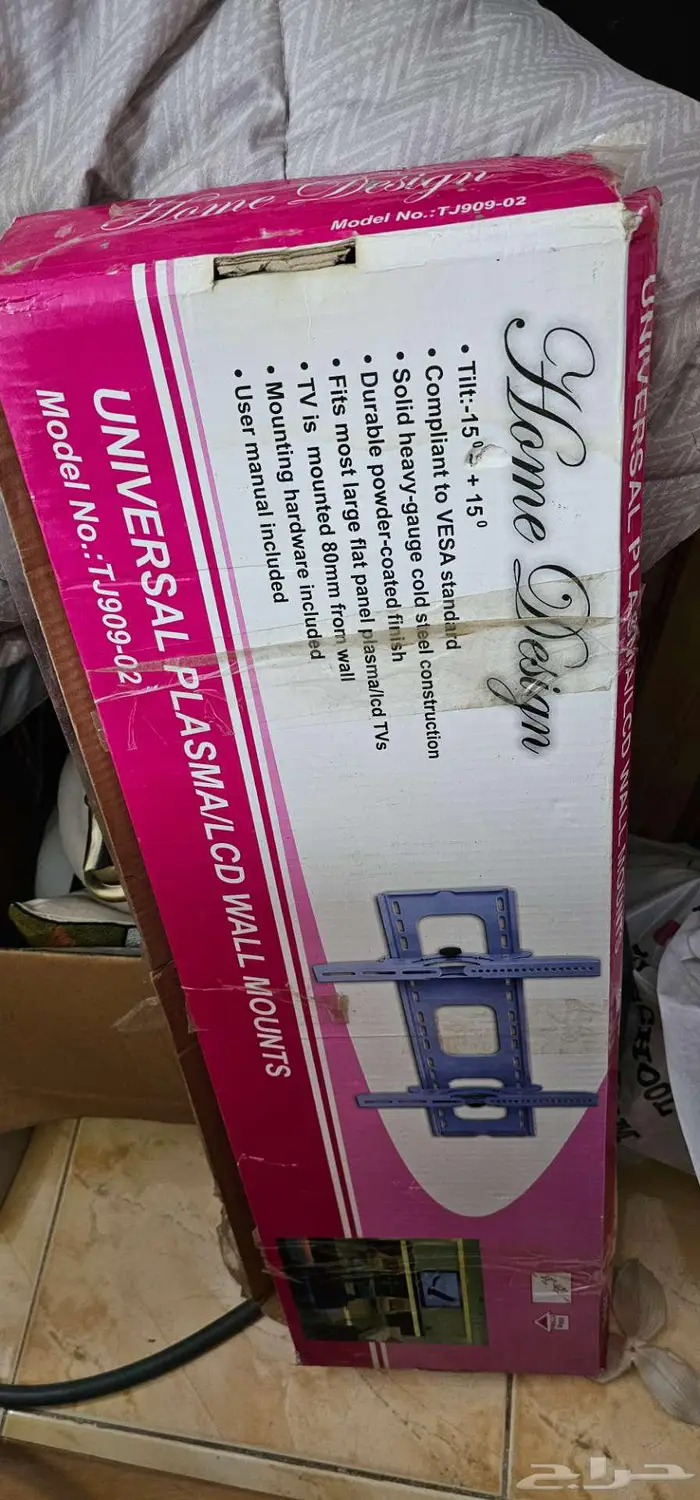 Home Design
Model No.:TJ909-02
UNIVERSAL PLASMA/LCD WALL MOUNTS
Home Design
• Tilt:-15⁰ + 15⁰
• Compliant to VESA standard
• Solid heavy-gauge cold steel construction
• Durable powder-coated finish
• Fits most large flat panel plasma/lcd TVs
• TV is mounted 80mm from wall
• Mounting hardware included
• User manual included
UNIVERSAL PLASMA/LCD WALL MOUNTS
Model No.:TJ909-02
حراج